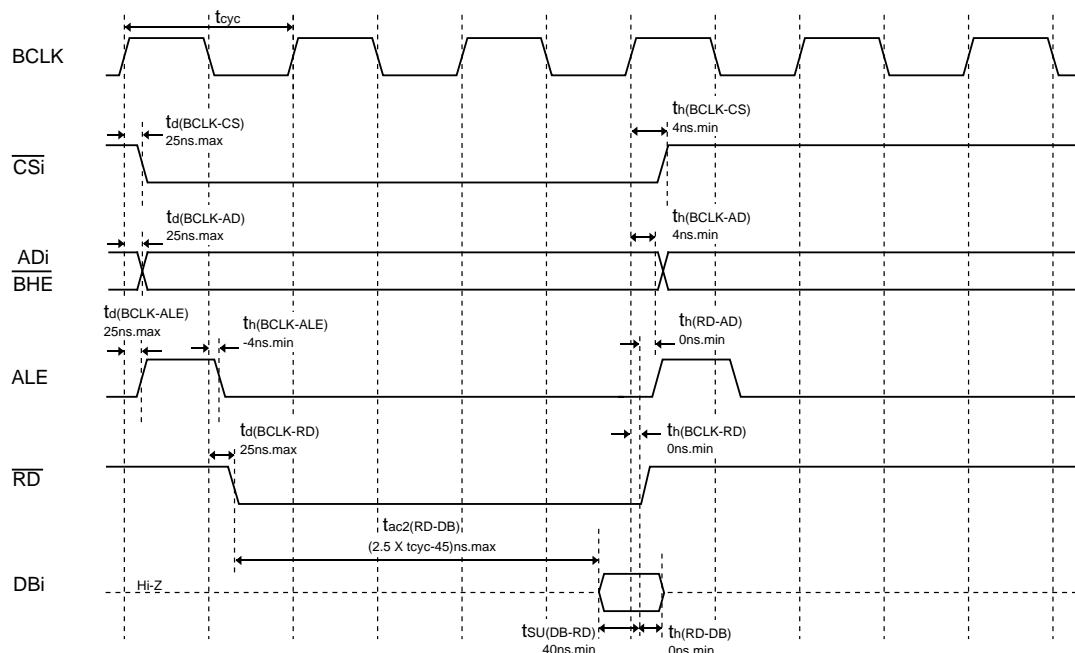 tcyc
BCLK
td(BCLK-CS)
25ns.max
th(BCLK-CS)
4ns.min
CSi
td(BCLK-AD)
25ns.max
th(BCLK-AD)
4ns.min
ADi
BHE
td(BCLK-ALE)
25ns.max
th(BCLK-ALE)
-4ns.min
th(RD-AD)
0ns.min
ALE
td(BCLK-RD)
25ns.max
th(BCLK-RD)
0ns.min
RD
tac2(RD-DB)
(2.5 X tcyc-45)ns.max
DBi
Hi-Z
tSU(DB-RD)
40ns.min
th(RD-DB)
0ns.min